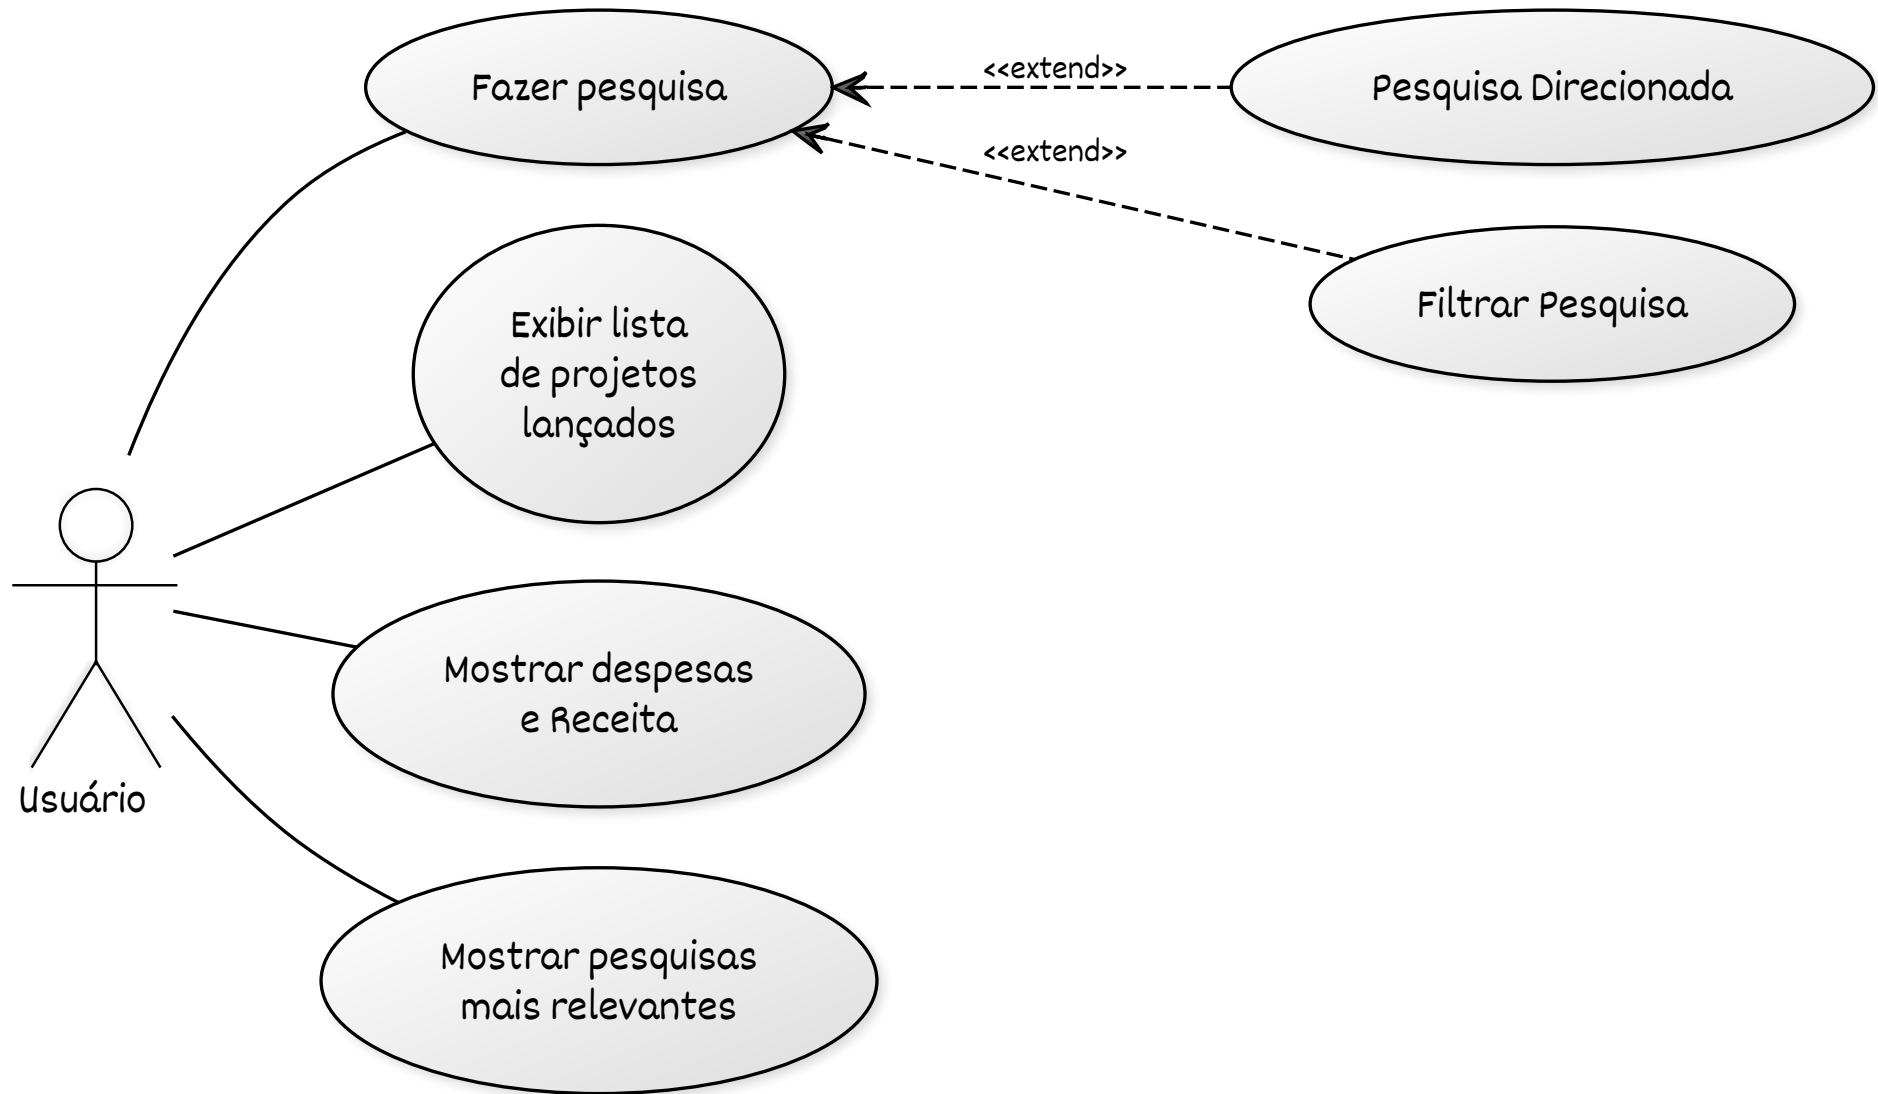 Fazer pesquisa
<<extend>>
Pesquisa Direcionada
<<extend>>
Filtrar Pesquisa
Exibir lista
de projetos
lançados
Mostrar despesas
e Receita
Usuário
Mostrar pesquisas
mais relevantes